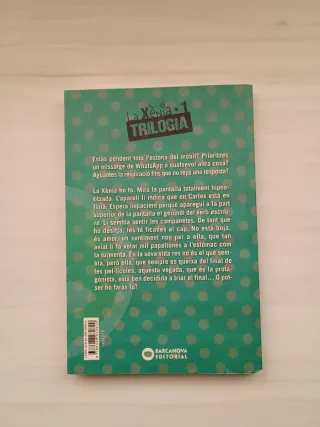 La Xènia · 1
TRILOGIA
Estàs pendent tota l'estona del mòbil? Prioritzes
un missatge de WhatsApp a qualsevol altra cosa?
Aguantes la respiració fins que no reps una resposta?
La Xènia ho fa. Mira la pantalla totalment hipno-
titzada. L'aparell li indica que en Carles està en
línia. Espera impacient perquè aparegui a la part
superior de la pantalla el gerundi del verb escriu-
re. Li sembla sentir les campanetes. De tant que
ho desitja, les té ficades al cap. No està boja,
és amor, un sentiment nou per a ella, que tan
aviat li fa volar mil papallones a l'estómac com
la turmenta. En la seva vida res no és el que sem-
bla, però ella, que sempre es queixa del final de
les pel·lícules, aquesta vegada, que és la prota-
gonista, està ben decidida a triar el final... O pot-
ser ho faràs tu?
BARCANOVA
EDITORIAL